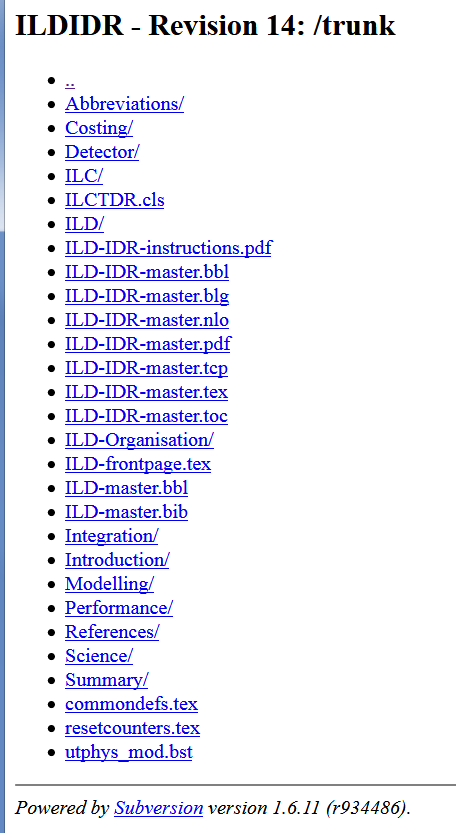 ILDIDR - Revision 14: /trunk
..
Abbreviations/
Costing/
Detector/
ILC/
ILCTDR.cls
ILD/
ILD-IDR-instructions.pdf
ILD-IDR-master.bbl
ILD-IDR-master.blg
ILD-IDR-master.nlo
ILD-IDR-master.pdf
ILD-IDR-master.tcp
ILD-IDR-master.tex
ILD-IDR-master.toc
ILD-Organisation/
ILD-frontpage.tex
ILD-master.bbl
ILD-master.bib
Integration/
Introduction/
Modelling/
Performance/
References/
Science/
Summary/
commondefs.tex
resetcounters.tex
utphys_mod.bst
Powered by Subversion version 1.6.11 (r934486).